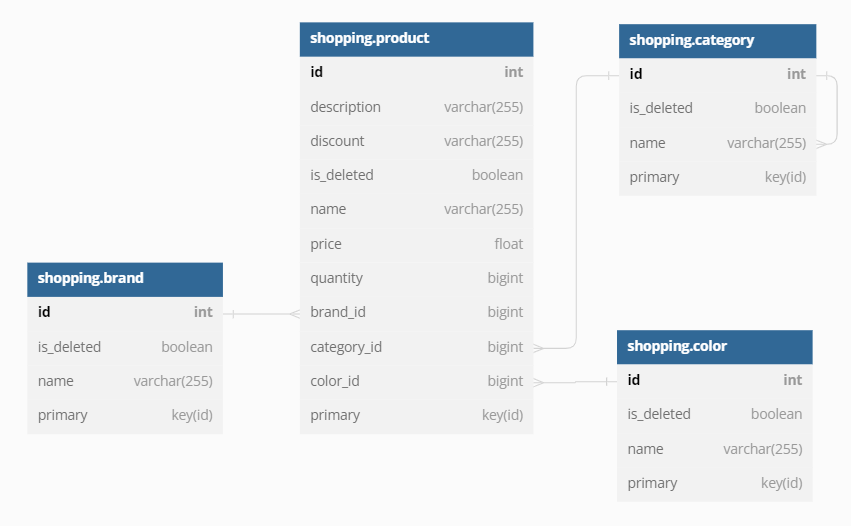 shopping.product
id int
description varchar(255)
discount varchar(255)
is_deleted boolean
name varchar(255)
price float
quantity bigint
brand_id bigint
category_id bigint
color_id bigint
primary key(id)
shopping.category
id int
is_deleted boolean
name varchar(255)
primary key(id)
shopping.brand
id int
is_deleted boolean
name varchar(255)
primary key(id)
shopping.color
id int
is_deleted boolean
name varchar(255)
primary key(id)